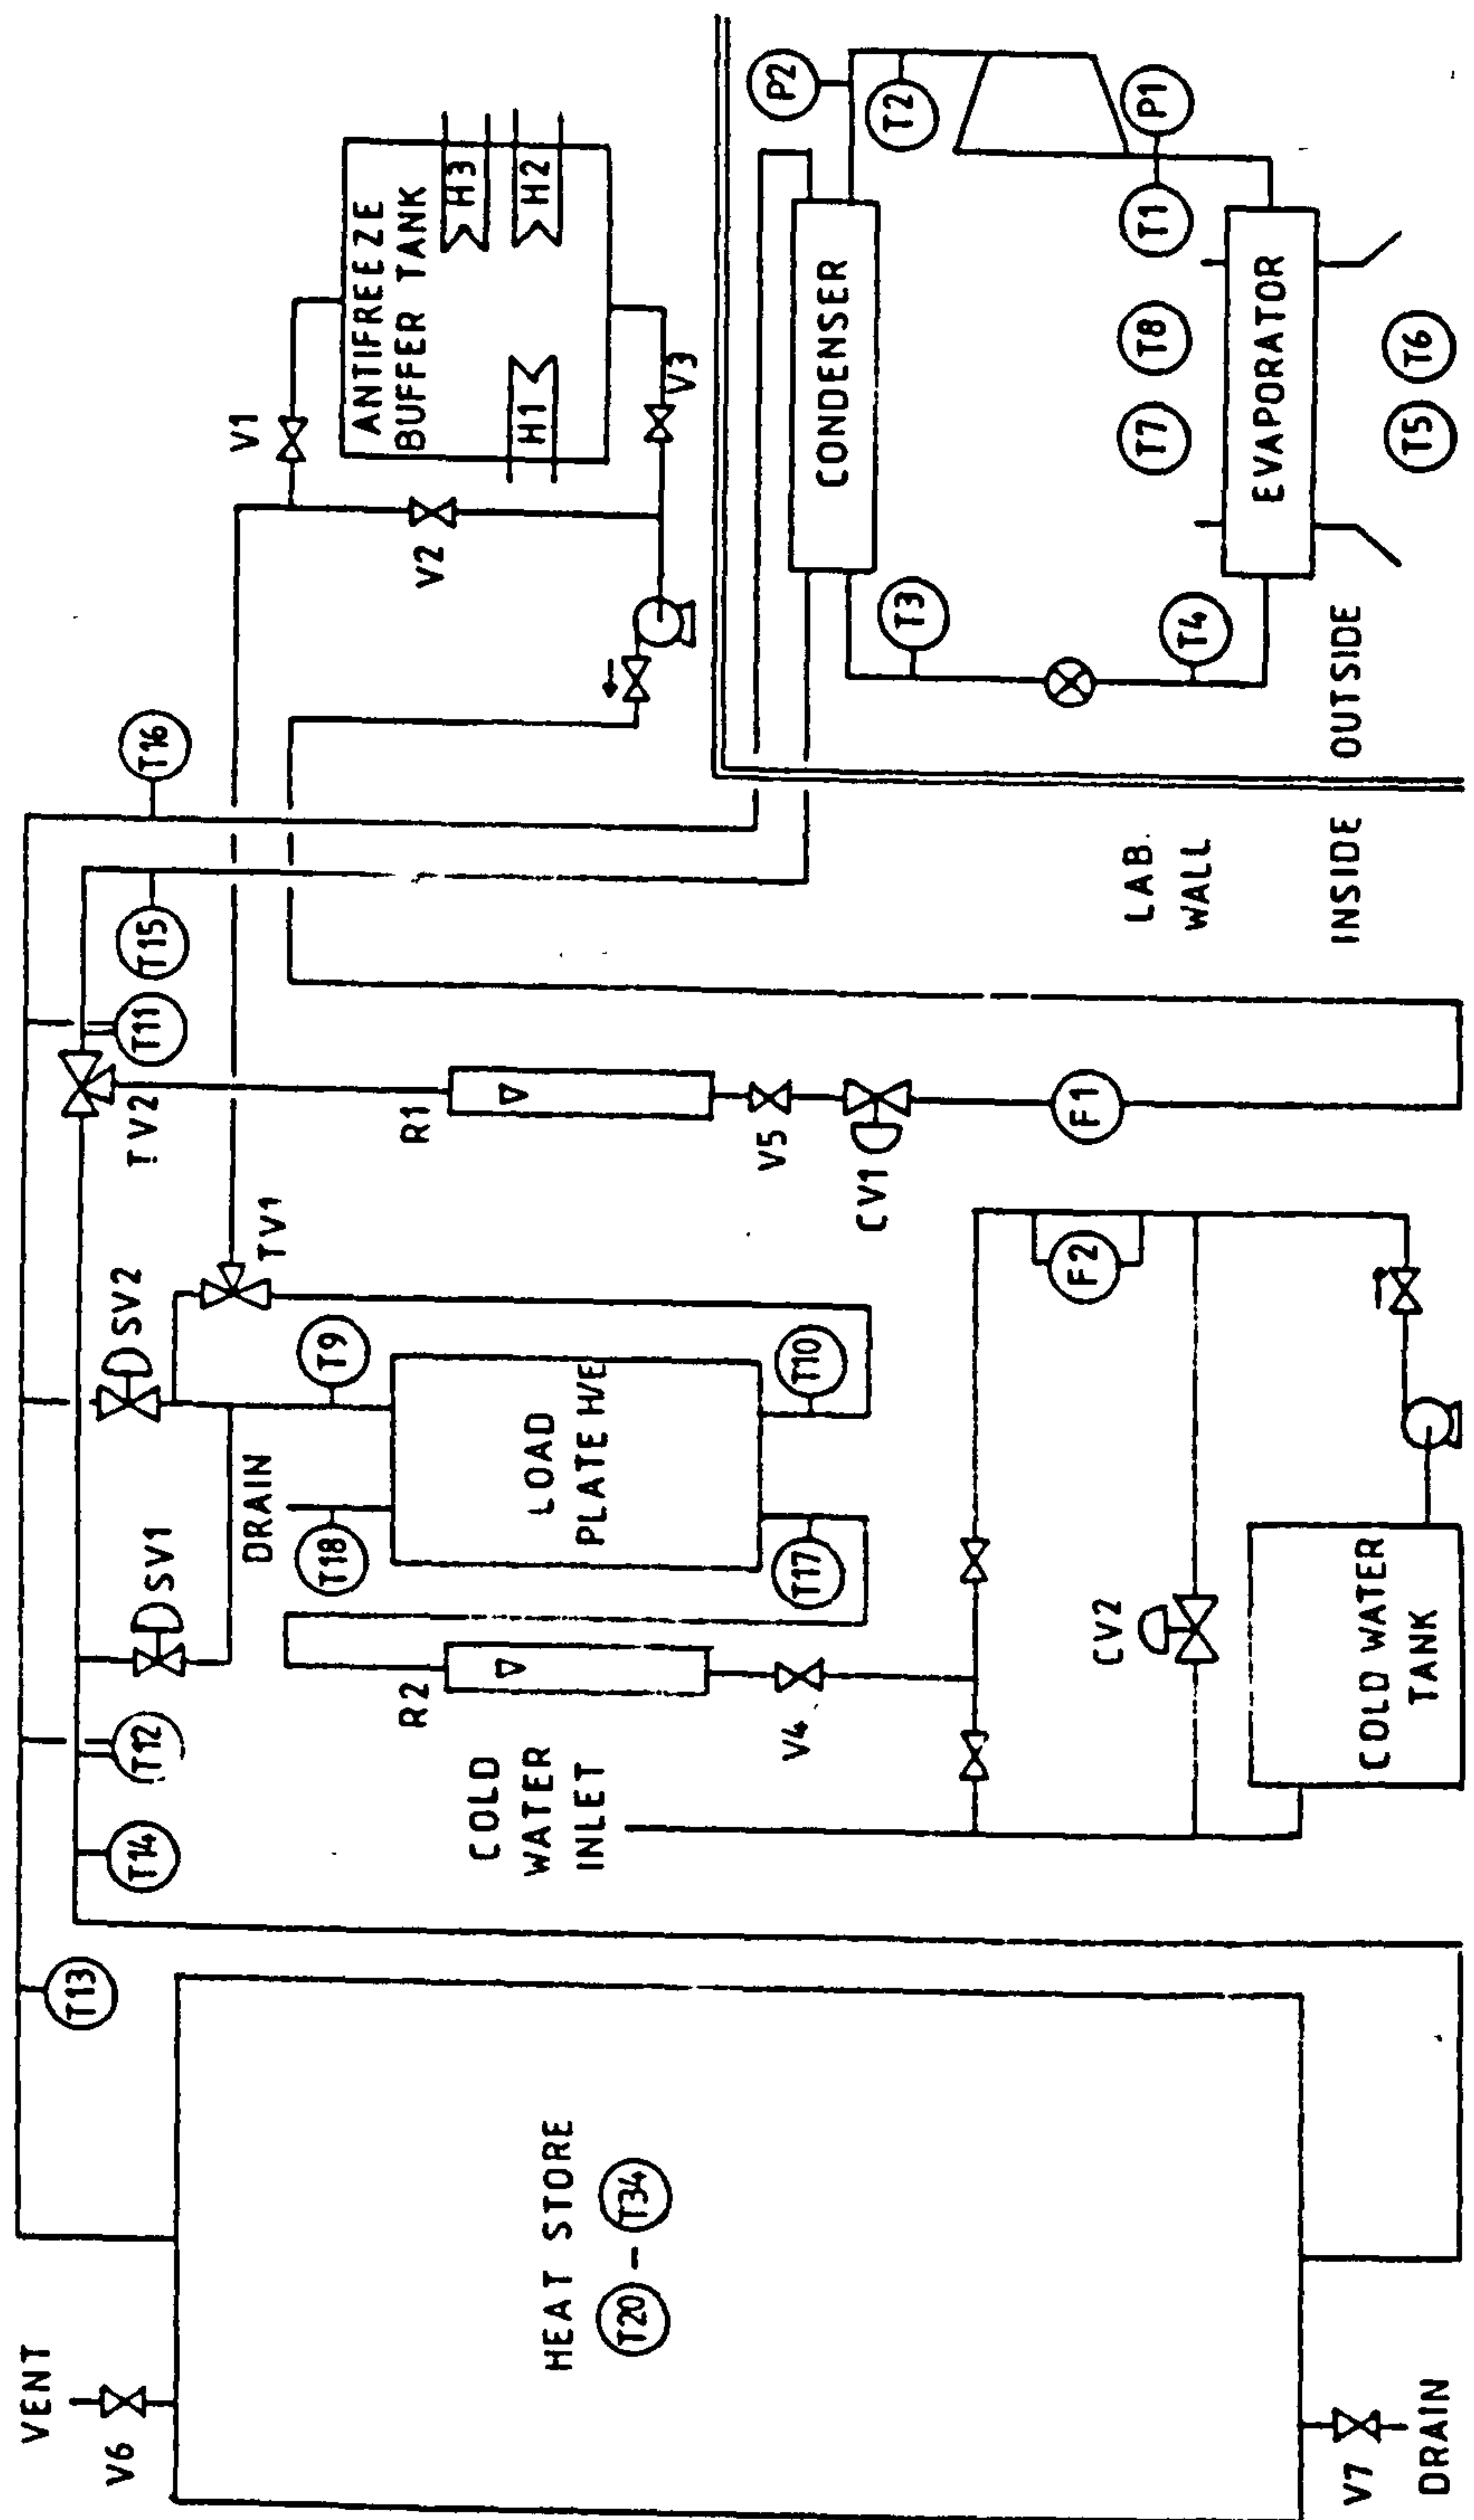 VENT
V6
HEAT STORE
T20 - T34
V7
DRAIN
T13
T14
T12
SV1
SV2
DRAIN
T18
T9
LOAD
PLATE H/E
T17
T10
TV1
R2
COLD
WATER
INLET
V4
CV2
F2
COLD WATER
TANK
TV2
T11
T15
T16
R1
V5
CV1
F1
V1
V2
V3
ANTIFREEZE
BUFFER TANK
H1
H2
H3
LAB.
WALL
INSIDE
OUTSIDE
CONDENSER
P2
T2
T3
T4
P1
T1
T7
T8
EVAPORATOR
T5
T6